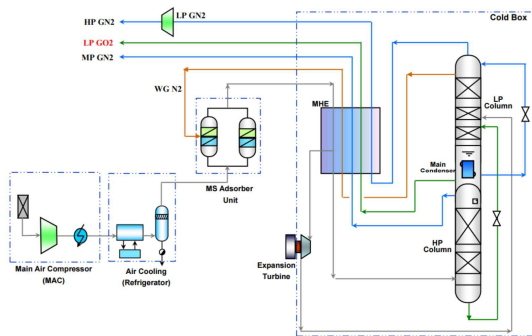 HP GN2
LP GN2
Cold Box
LP GO2
MP GN2
WG N2
MHE
LP
Column
Main
Condenser
MS Adsorber
Unit
HP
Column
Expansion
Turbine
Main Air Compressor
(MAC)
Air Cooling
(Refrigerator)